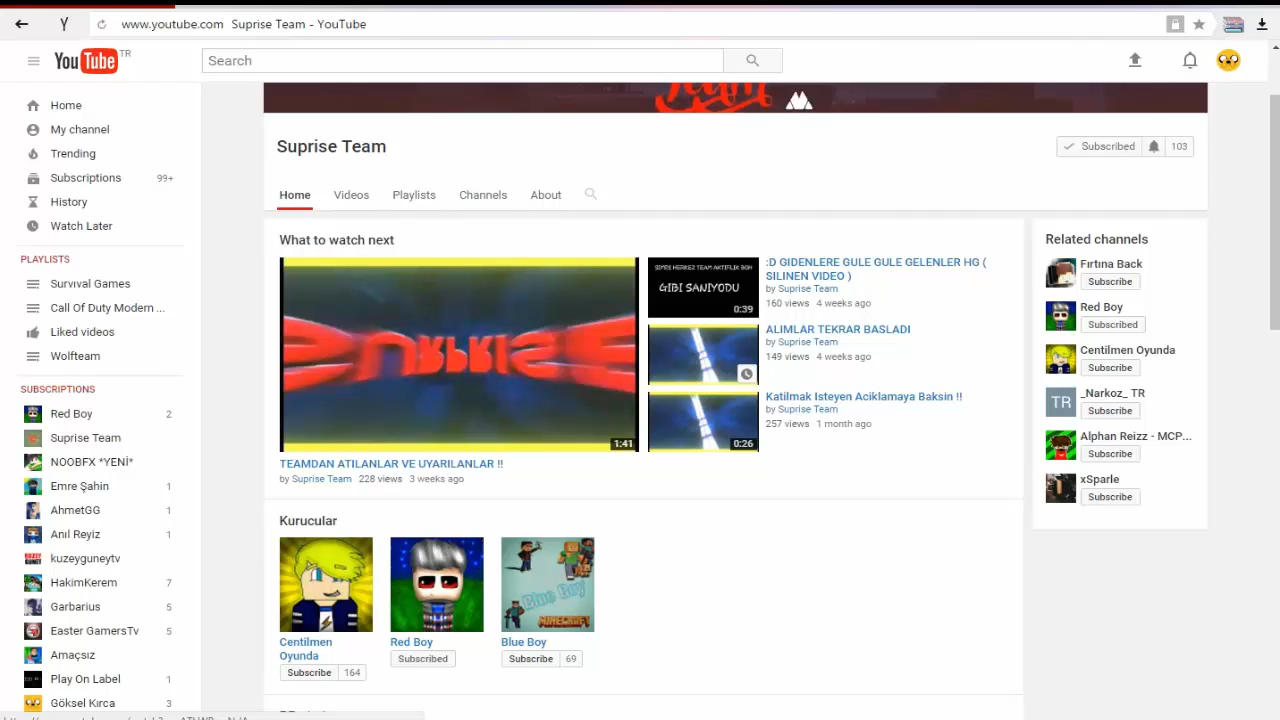 www.youtube.com Suprise Team - YouTube
YouTube TR
Search
Home
My channel
Trending
Subscriptions 99+
History
Watch Later
PLAYLISTS
Survıval Games
Call Of Duty Modern ...
Liked videos
Wolfteam
SUBSCRIPTIONS
Red Boy 2
Suprise Team
NOOBFX *YENİ*
Emre Şahin 1
AhmetGG 1
Anıl Reyiz 1
kuzeyguneytv
HakimKerem 7
Garbarius 5
Easter GamersTv 5
Amaçsız
Play On Label 1
Göksel Kırca 3
Team
Suprise Team
Subscribed 103
Home Videos Playlists Channels About
What to watch next
1:41
TEAMDAN ATILANLAR VE UYARILANLAR !!
by Suprise Team 228 views 3 weeks ago
GIBI SANIYODU
0:39
:D GIDENLERE GULE GULE GELENLER HG (
SILINEN VIDEO )
by Suprise Team
160 views 4 weeks ago
ALIMLAR TEKRAR BASLADI
by Suprise Team
149 views 4 weeks ago
0:26
Katilmak Isteyen Aciklamaya Baksin !!
by Suprise Team
257 views 1 month ago
Kurucular
Centilmen
Oyunda
Subscribe 164
Red Boy
Subscribed
Blue Boy
MINECRAFT
Blue Boy
Subscribe 69
Related channels
Fırtına Back
Subscribe
Red Boy
Subscribed
Centilmen Oyunda
Subscribe
TR
_Narkoz_ TR
Subscribe
Alphan Reizz - MCP...
Subscribe
xSparle
Subscribe